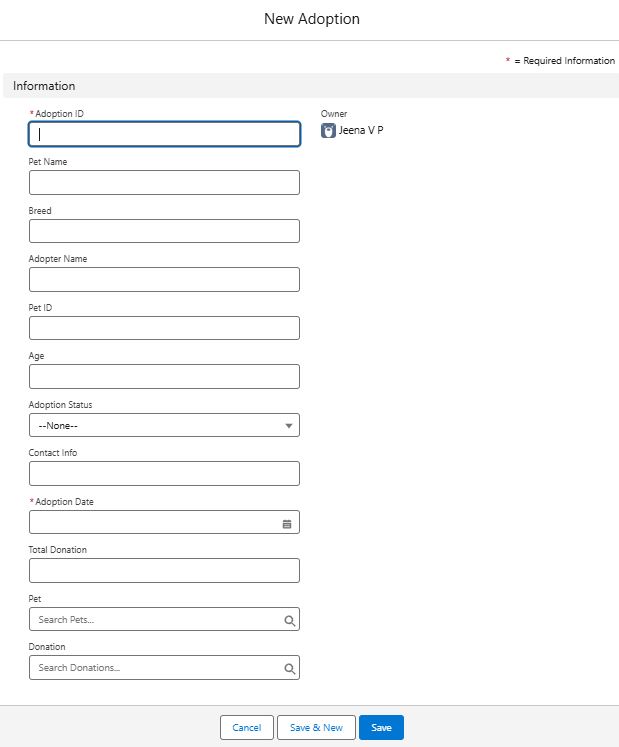 New Adoption
* = Required Information
Information
*Adoption ID
Owner
Jeena V P
Pet Name
Breed
Adopter Name
Pet ID
Age
Adoption Status
--None--
Contact Info
*Adoption Date
Total Donation
Pet
Search Pets...
Donation
Search Donations...
Cancel
Save & New
Save